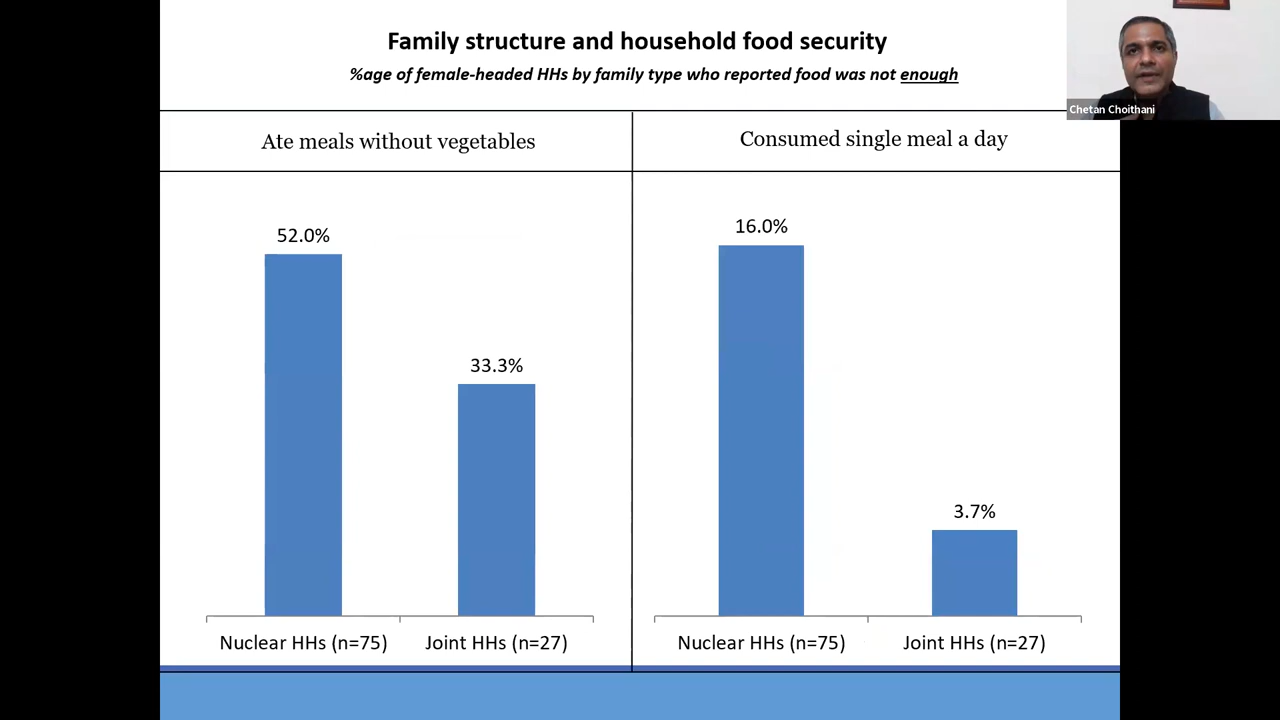 Family structure and household food security
%age of female-headed HHs by family type who reported food was not enough
Chetan Choithani
Ate meals without vegetables
Consumed single meal a day
52.0%
33.3%
Nuclear HHs (n=75)
Joint HHs (n=27)
16.0%
3.7%
Nuclear HHs (n=75)
Joint HHs (n=27)